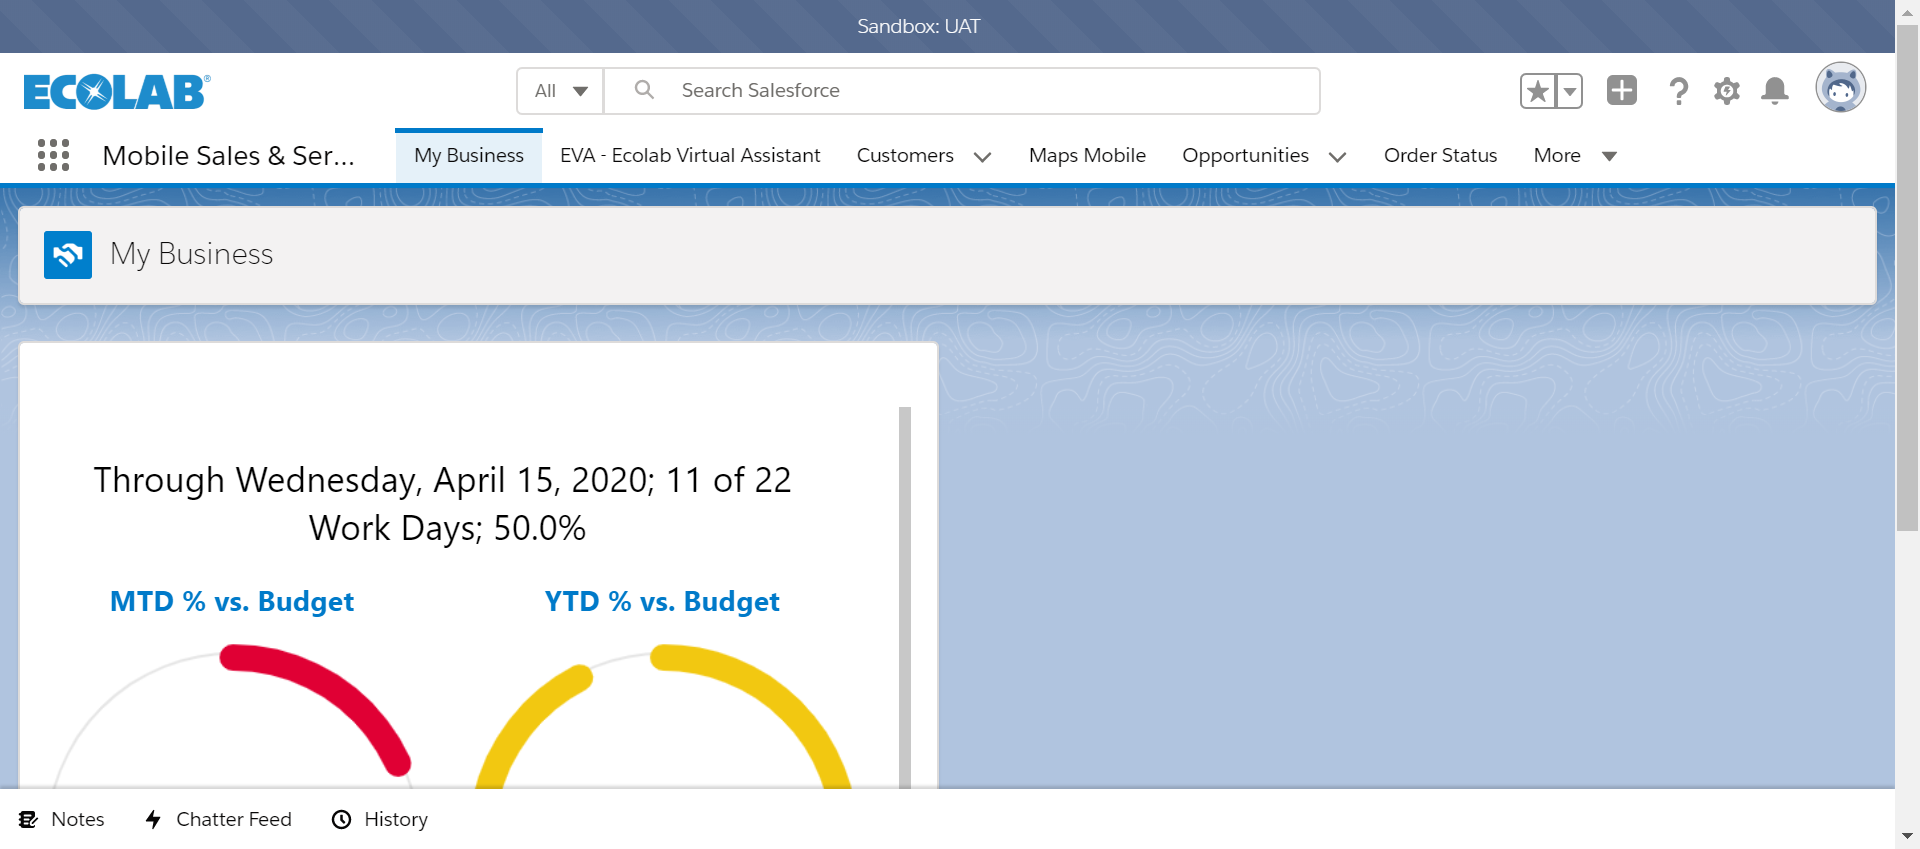 Sandbox: UAT
ECOLAB®
All
Search Salesforce
Mobile Sales & Ser...
My Business
EVA - Ecolab Virtual Assistant
Customers
Maps Mobile
Opportunities
Order Status
More
My Business
Through Wednesday, April 15, 2020; 11 of 22
Work Days; 50.0%
MTD % vs. Budget
YTD % vs. Budget
Notes
Chatter Feed
History